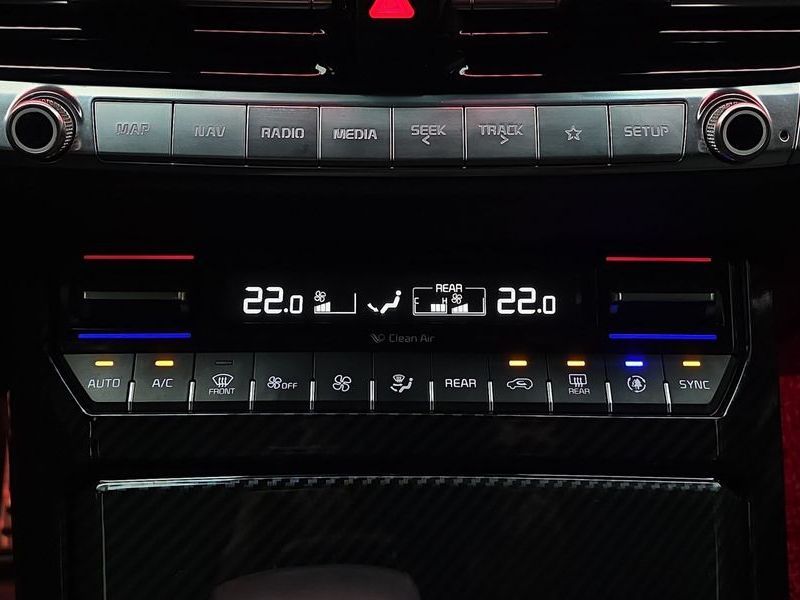 MAP NAV RADIO MEDIA SEEK TRACK SETUP
REAR
22.0 C H 22.0
Clean Air
AUTO A/C FRONT OFF REAR REAR SYNC